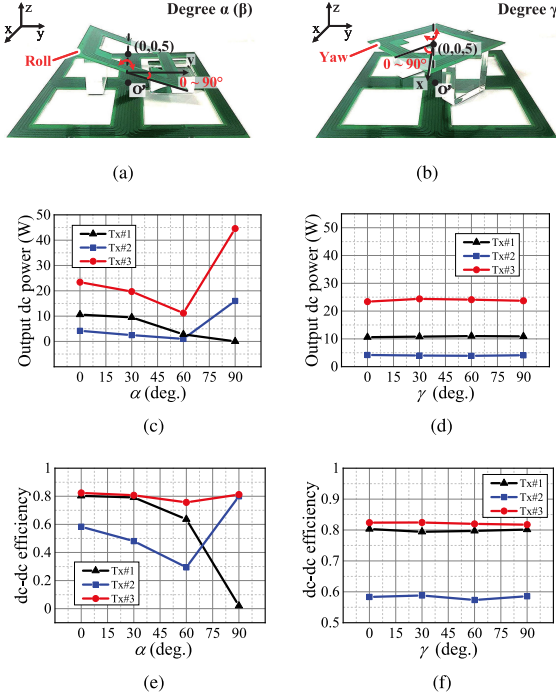 Degree α (β)
z
x
y
(0,0,5)
Roll
y
0 ~ 90°
O'
(a)
Degree γ
z
x
y
(0,0,5)
Yaw
0 ~ 90°
x
O'
(b)
Output dc power (W)
50
40
30
20
10
0
Tx#1
Tx#2
Tx#3
0 15 30 45 60 75 90
α (deg.)
(c)
Output dc power (W)
50
40
30
20
10
0
Tx#1
Tx#2
Tx#3
0 15 30 45 60 75 90
γ (deg.)
(d)
dc-dc efficiency
1
0.8
0.6
0.4
0.2
0
Tx#1
Tx#2
Tx#3
0 15 30 45 60 75 90
α (deg.)
(e)
dc-dc efficiency
1
0.9
0.8
0.7
0.6
0.5
Tx#1
Tx#2
Tx#3
0 15 30 45 60 75 90
γ (deg.)
(f)